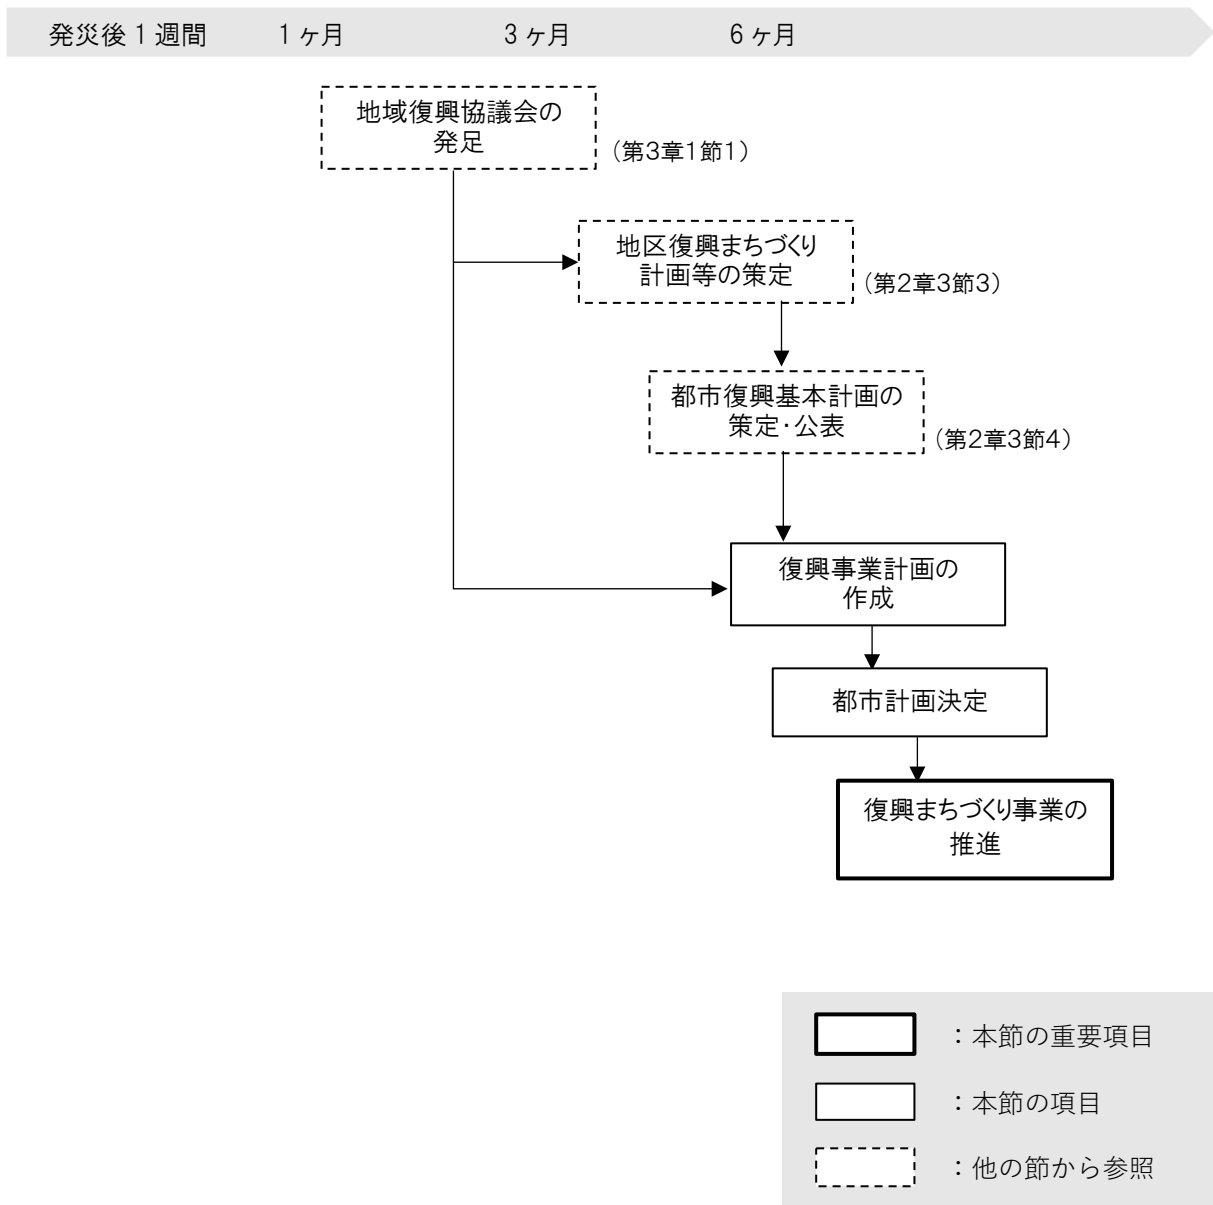 発災後1週間 1ヶ月 3ヶ月 6ヶ月
地域復興協議会の
発足
(第3章1節1)
地区復興まちづくり
計画等の策定
(第2章3節3)
都市復興基本計画の
策定･公表
(第2章3節4)
復興事業計画の
作成
都市計画決定
復興まちづくり事業の
推進
：本節の重要項目
：本節の項目
：他の節から参照